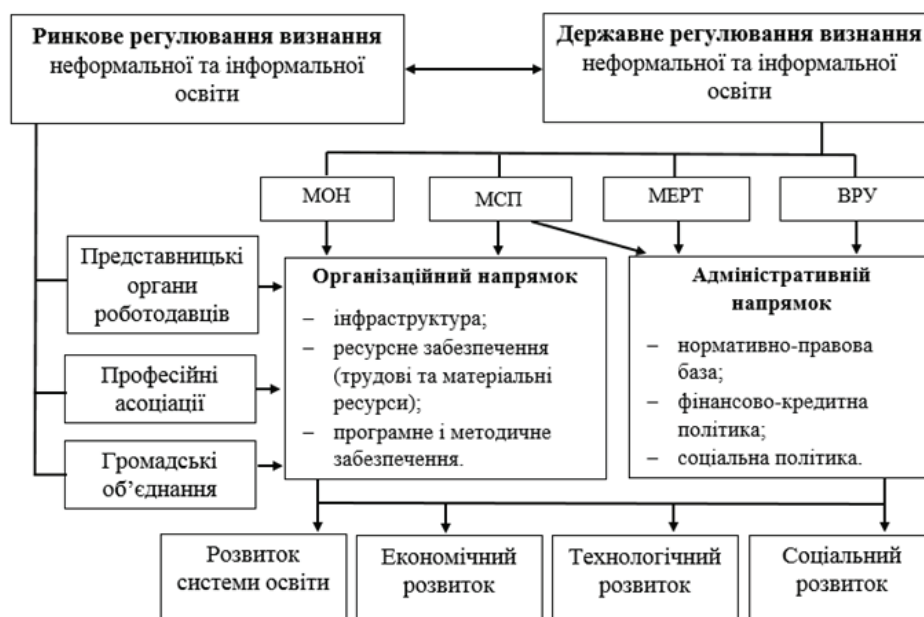 Ринкове регулювання визнання
неформальної та інформальної
освіти
Державне регулювання визнання
неформальної та інформальної
освіти
МОН
МСП
МЕРТ
ВРУ
Представницькі
органи
роботодавців
Професійні
асоціації
Громадські
об’єднання
Організаційний напрямок
– інфраструктура;
– ресурсне забезпечення
(трудові та матеріальні
ресурси);
– програмне і методичне
забезпечення.
Адміністративній
напрямок
– нормативно-правова
база;
– фінансово-кредитна
політика;
– соціальна політика.
Розвиток
системи освіти
Економічний
розвиток
Технологічний
розвиток
Соціальний
розвиток